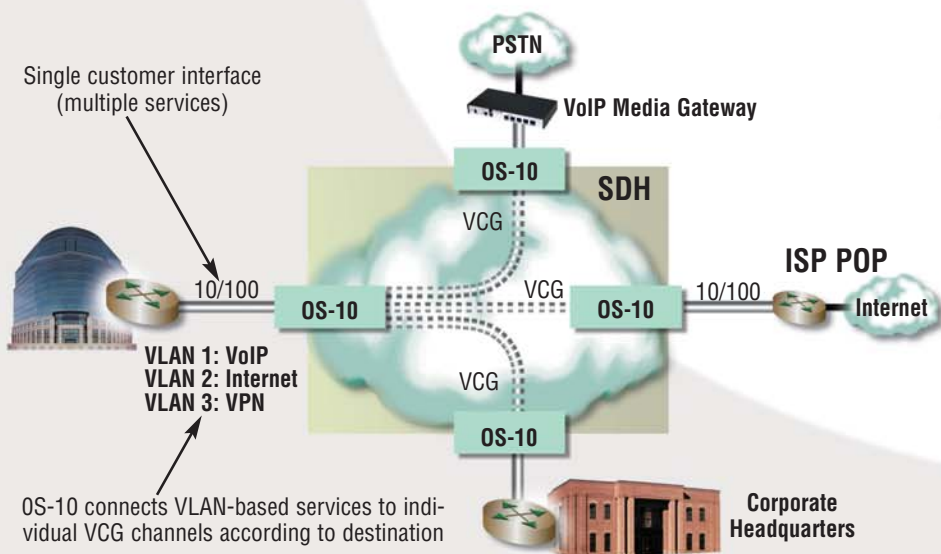 PSTN
Single customer interface
(multiple services)
VoIP Media Gateway
OS-10
SDH
VCG
ISP POP
10/100
OS-10
VCG
OS-10
10/100
Internet
VLAN 1: VoIP
VLAN 2: Internet
VLAN 3: VPN
VCG
OS-10
OS-10 connects VLAN-based services to indi-
vidual VCG channels according to destination
Corporate
Headquarters